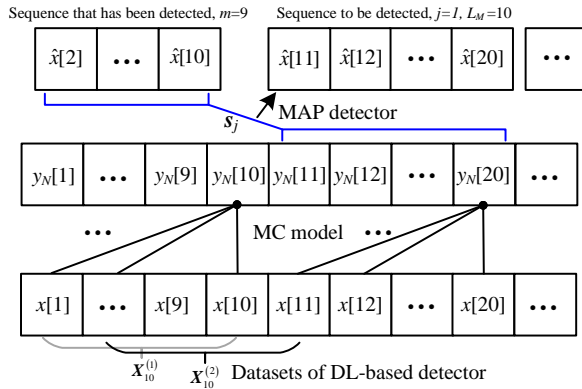 Sequence that has been detected, m=9
Sequence to be detected, j=1, L_M=10
x̂[2] ••• x̂[10] x̂[11] x̂[12] ••• x̂[20] •••
s_j MAP detector
y_N[1] ••• y_N[9] y_N[10] y_N[11] y_N[12] ••• y_N[20] •••
••• MC model •••
x[1] ••• x[9] x[10] x[11] x[12] ••• x[20] •••
X_10^(1) X_10^(2) Datasets of DL-based detector